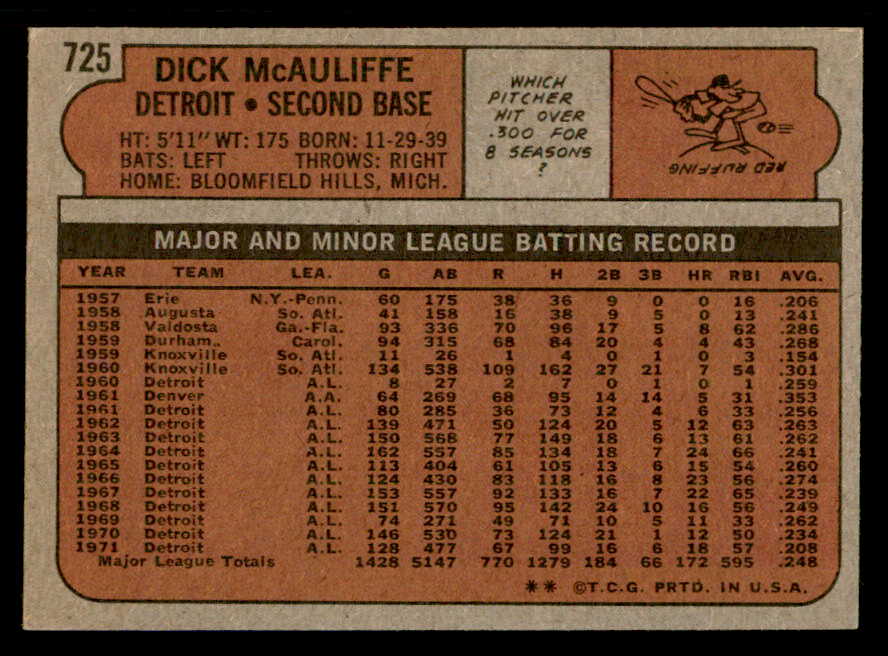 725
DICK McAULIFFE
DETROIT • SECOND BASE
HT: 5'11" WT: 175 BORN: 11-29-39
BATS: LEFT THROWS: RIGHT
HOME: BLOOMFIELD HILLS, MICH.
WHICH
PITCHER
HIT OVER
.300 FOR
8 SEASONS
?
RED RUFFING
MAJOR AND MINOR LEAGUE BATTING RECORD
YEAR TEAM LEA. G AB R H 2B 3B HR RBI AVG.
1957 Erie N.Y.-Penn. 60 175 38 36 9 0 0 16 .206
1958 Augusta So. Atl. 41 158 16 38 9 5 0 13 .241
1958 Valdosta Ga.-Fla. 93 336 70 96 17 5 8 62 .286
1959 Durham.. Carol. 94 315 68 84 20 4 4 43 .268
1959 Knoxville So. Atl. 11 26 1 4 0 1 0 3 .154
1960 Knoxville So. Atl. 134 538 109 162 27 21 7 54 .301
1960 Detroit A.L. 8 27 2 7 0 1 0 1 .259
1961 Denver A.A. 64 269 68 95 14 14 5 31 .353
1961 Detroit A.L. 80 285 36 73 12 4 6 33 .256
1962 Detroit A.L. 139 471 50 124 20 5 12 63 .263
1963 Detroit A.L. 150 568 77 149 18 6 13 61 .262
1964 Detroit A.L. 162 557 85 134 18 7 24 66 .241
1965 Detroit A.L. 113 404 61 105 13 6 15 54 .260
1966 Detroit A.L. 124 430 83 118 16 8 23 56 .274
1967 Detroit A.L. 153 557 92 133 16 7 22 65 .239
1968 Detroit A.L. 151 570 95 142 24 10 16 56 .249
1969 Detroit A.L. 74 271 49 71 10 5 11 33 .262
1970 Detroit A.L. 146 530 73 124 21 1 12 50 .234
1971 Detroit A.L. 128 477 67 99 16 6 18 57 .208
Major League Totals 1428 5147 770 1279 184 66 172 595 .248
** ©T.C.G. PRTD. IN U.S.A.